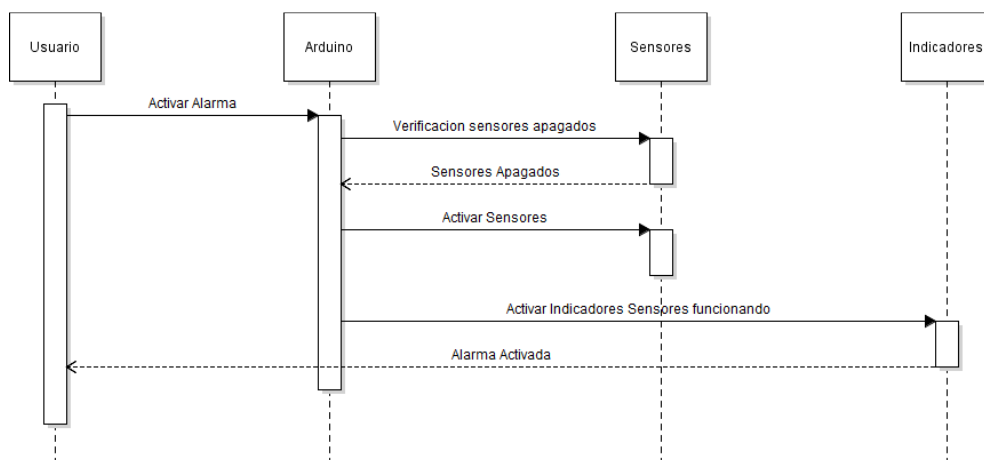 Usuario
Arduino
Sensores
Indicadores
Activar Alarma
Verificacion sensores apagados
Sensores Apagados
Activar Sensores
Activar Indicadores Sensores funcionando
Alarma Activada